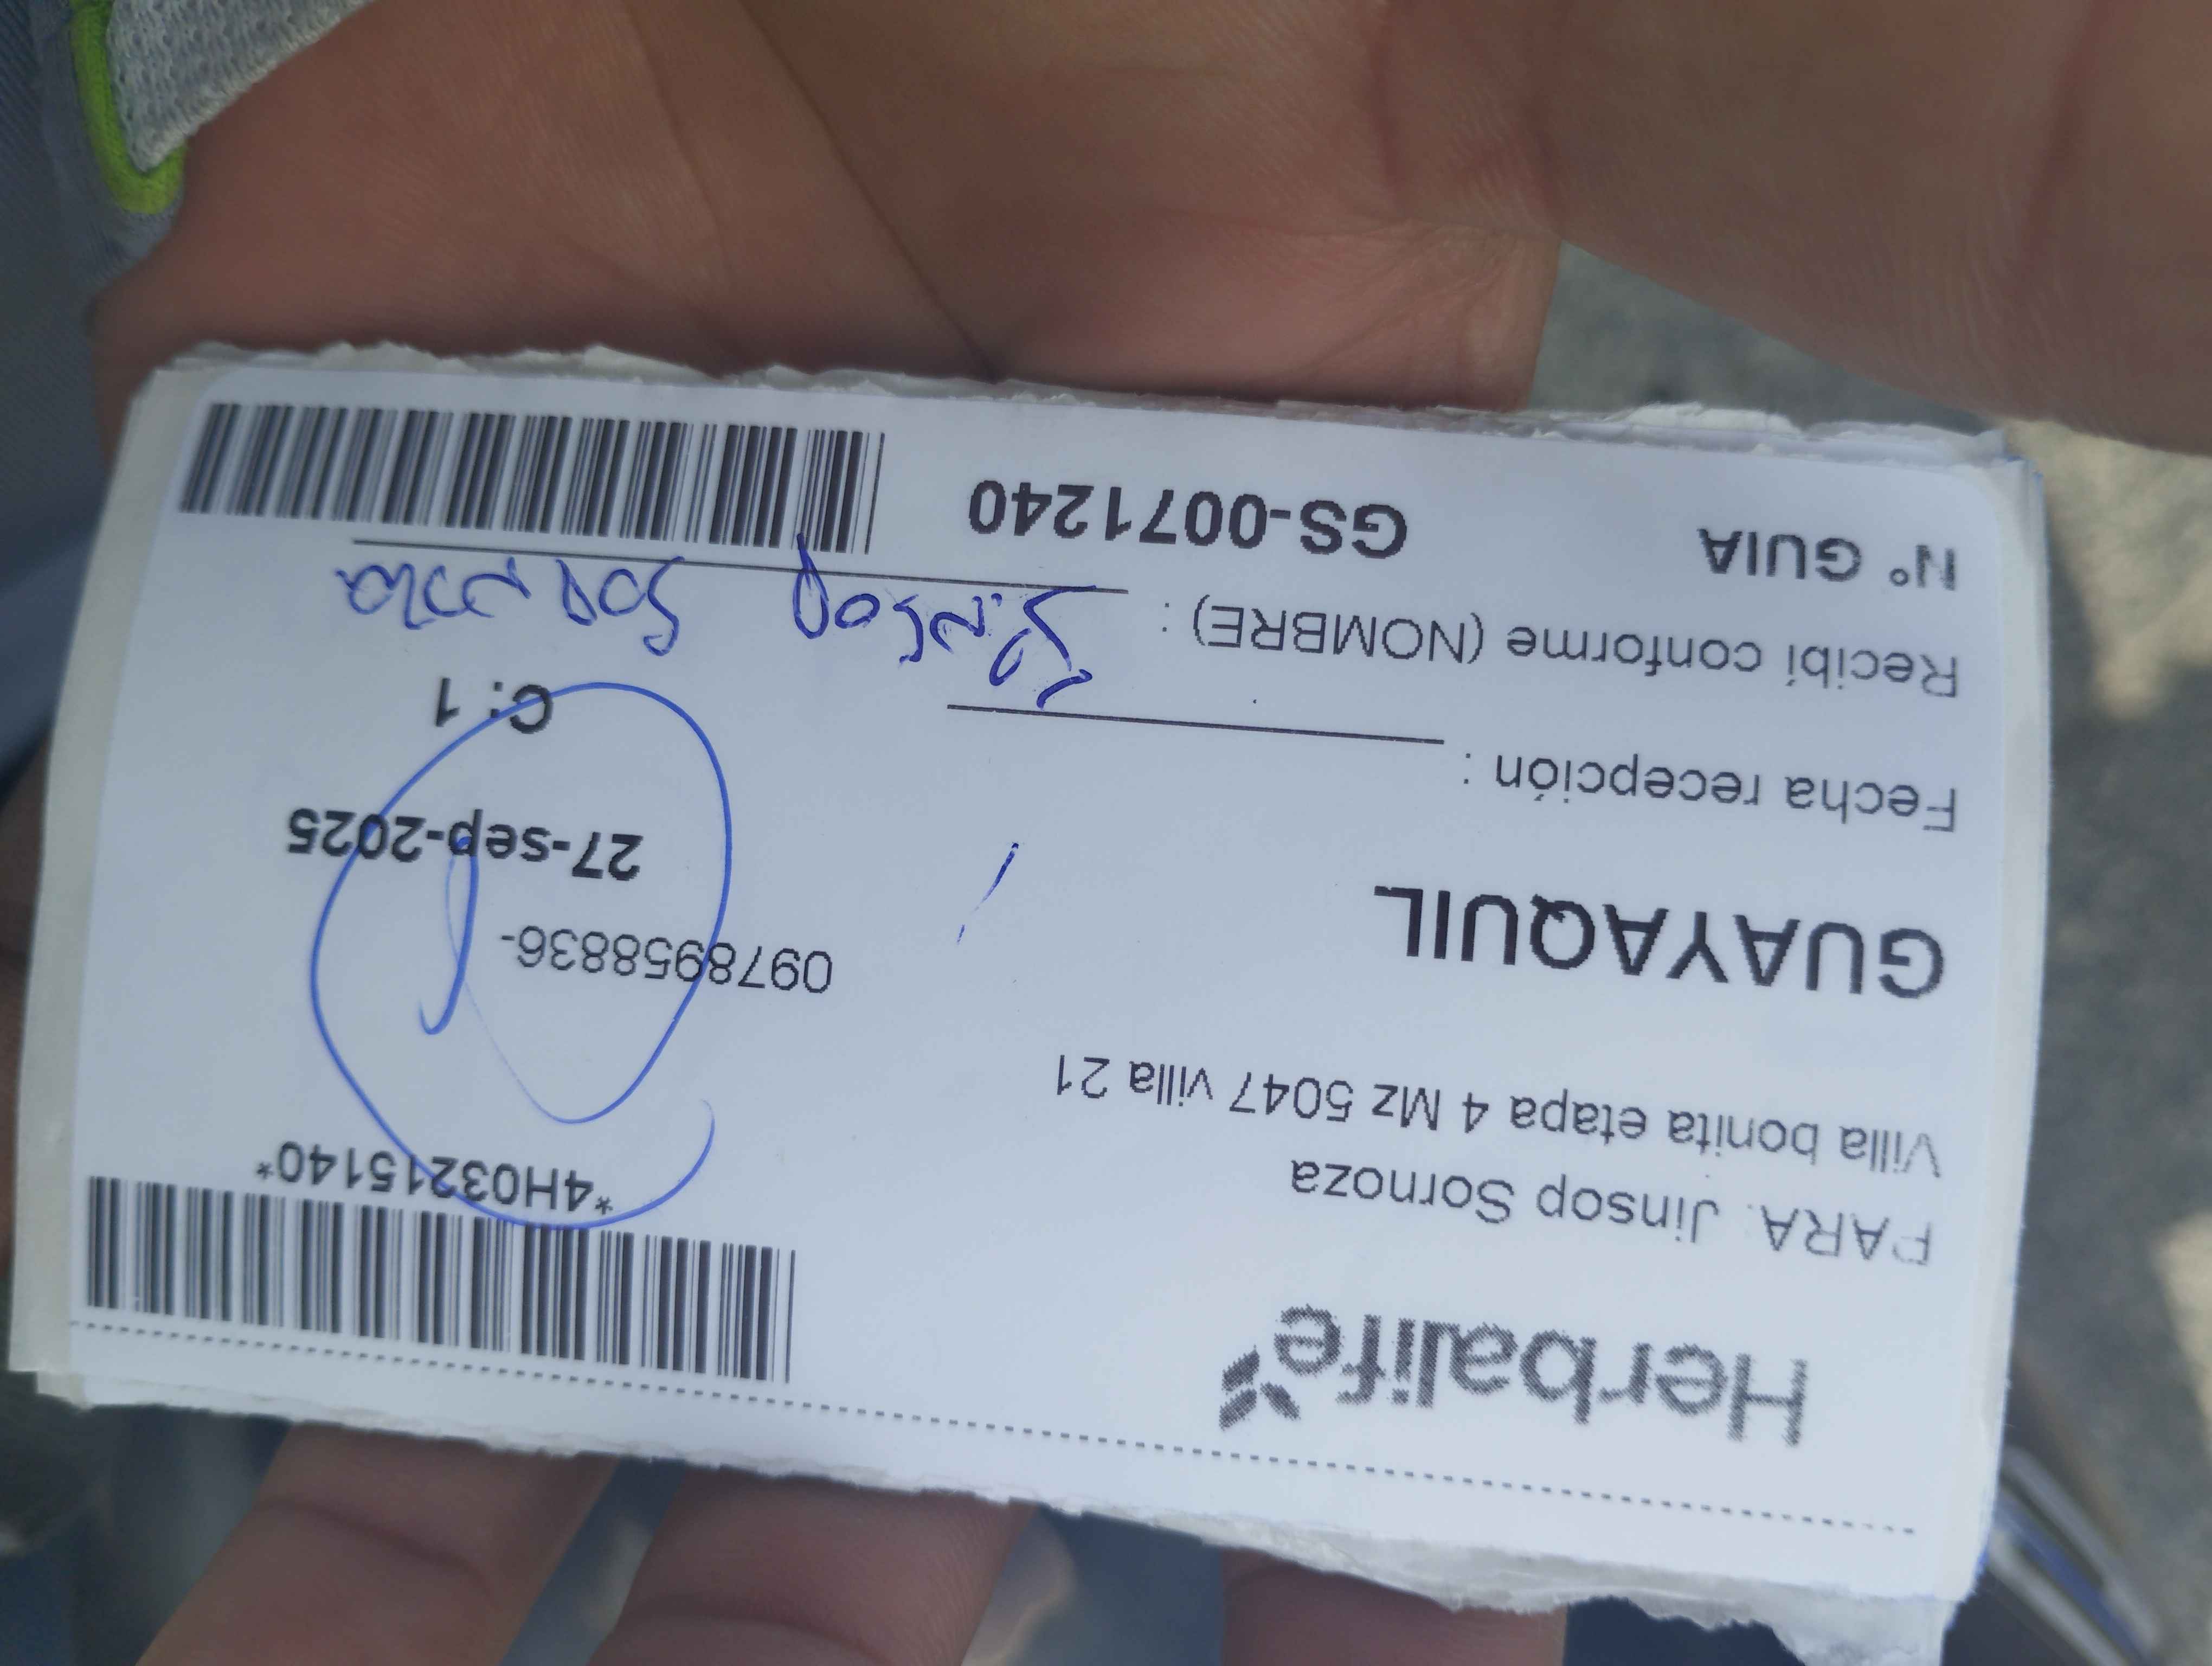 Herbalife
*4H03215140*
PARA: Jinsop Sornoza
Villa bonita etapa 4 Mz 5047 villa 21
0978958836-
GUAYAQUIL
27-sep-2025
Fecha recepción :
C: 1
Recibí conforme (NOMBRE) : Jinsop Sornoza
N° GUIA GS-0071240